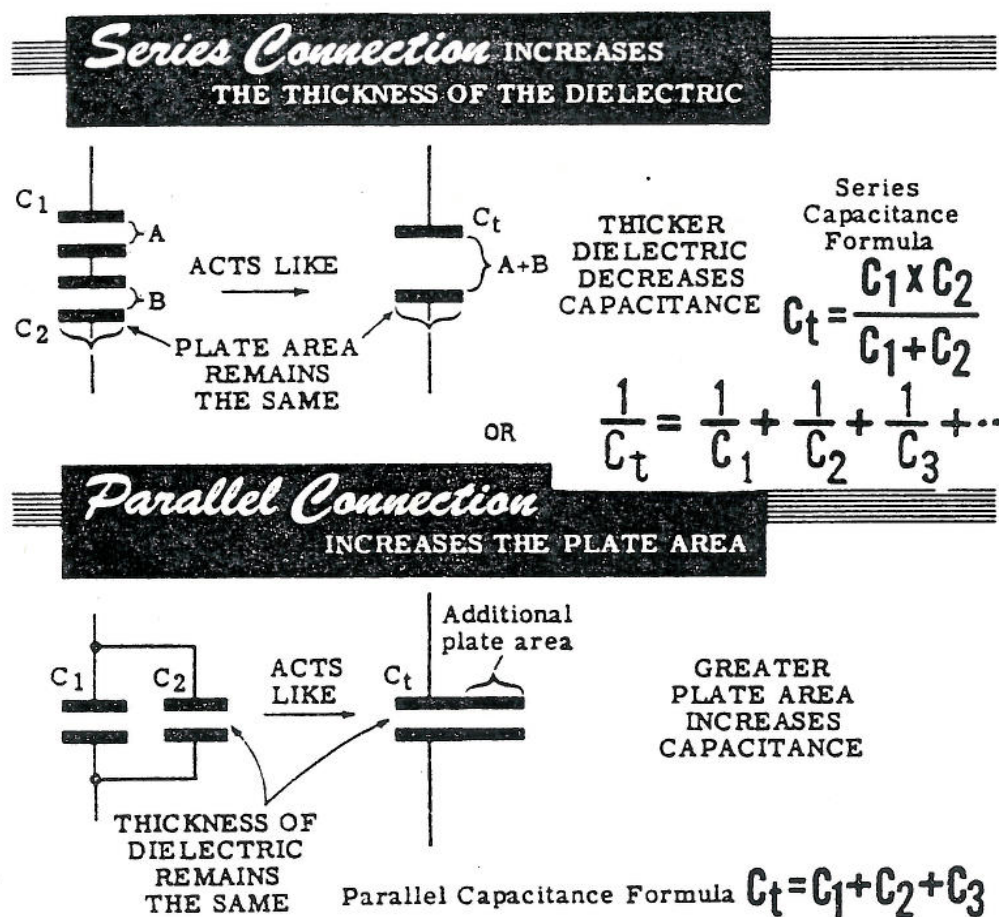 Series Connection INCREASES
THE THICKNESS OF THE DIELECTRIC
C1
A
B
C2
ACTS LIKE
PLATE AREA
REMAINS
THE SAME
Ct
A+B
THICKER
DIELECTRIC
DECREASES
CAPACITANCE
Series
Capacitance
Formula
Ct = C1 x C2 / C1 + C2
OR
1/Ct = 1/C1 + 1/C2 + 1/C3 + ··
Parallel Connection
INCREASES THE PLATE AREA
C1
C2
ACTS
LIKE
Ct
Additional
plate area
THICKNESS OF
DIELECTRIC
REMAINS
THE SAME
GREATER
PLATE AREA
INCREASES
CAPACITANCE
Parallel Capacitance Formula Ct=C1+C2+C3